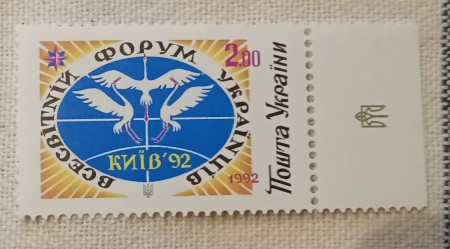 ВСЕСВІТНІЙ ФОРУМ УКРАЇНЦІВ
2.00
КИЇВ '92
1992
Пошта України